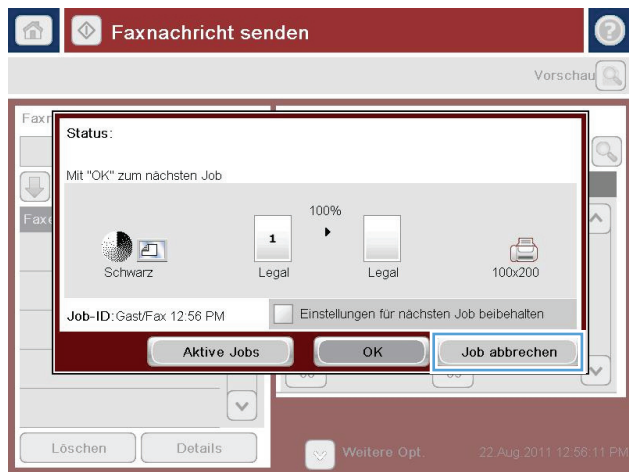 Faxnachricht senden
Vorschau
Status:
Mit "OK" zum nächsten Job
100%
1
Schwarz
Legal
Legal
100x200
Job-ID: Gast/Fax 12:56 PM
Einstellungen für nächsten Job beibehalten
Aktive Jobs
OK
Job abbrechen
Löschen
Details
Weitere Opt.
22 Aug 2011 12:56:11 PM